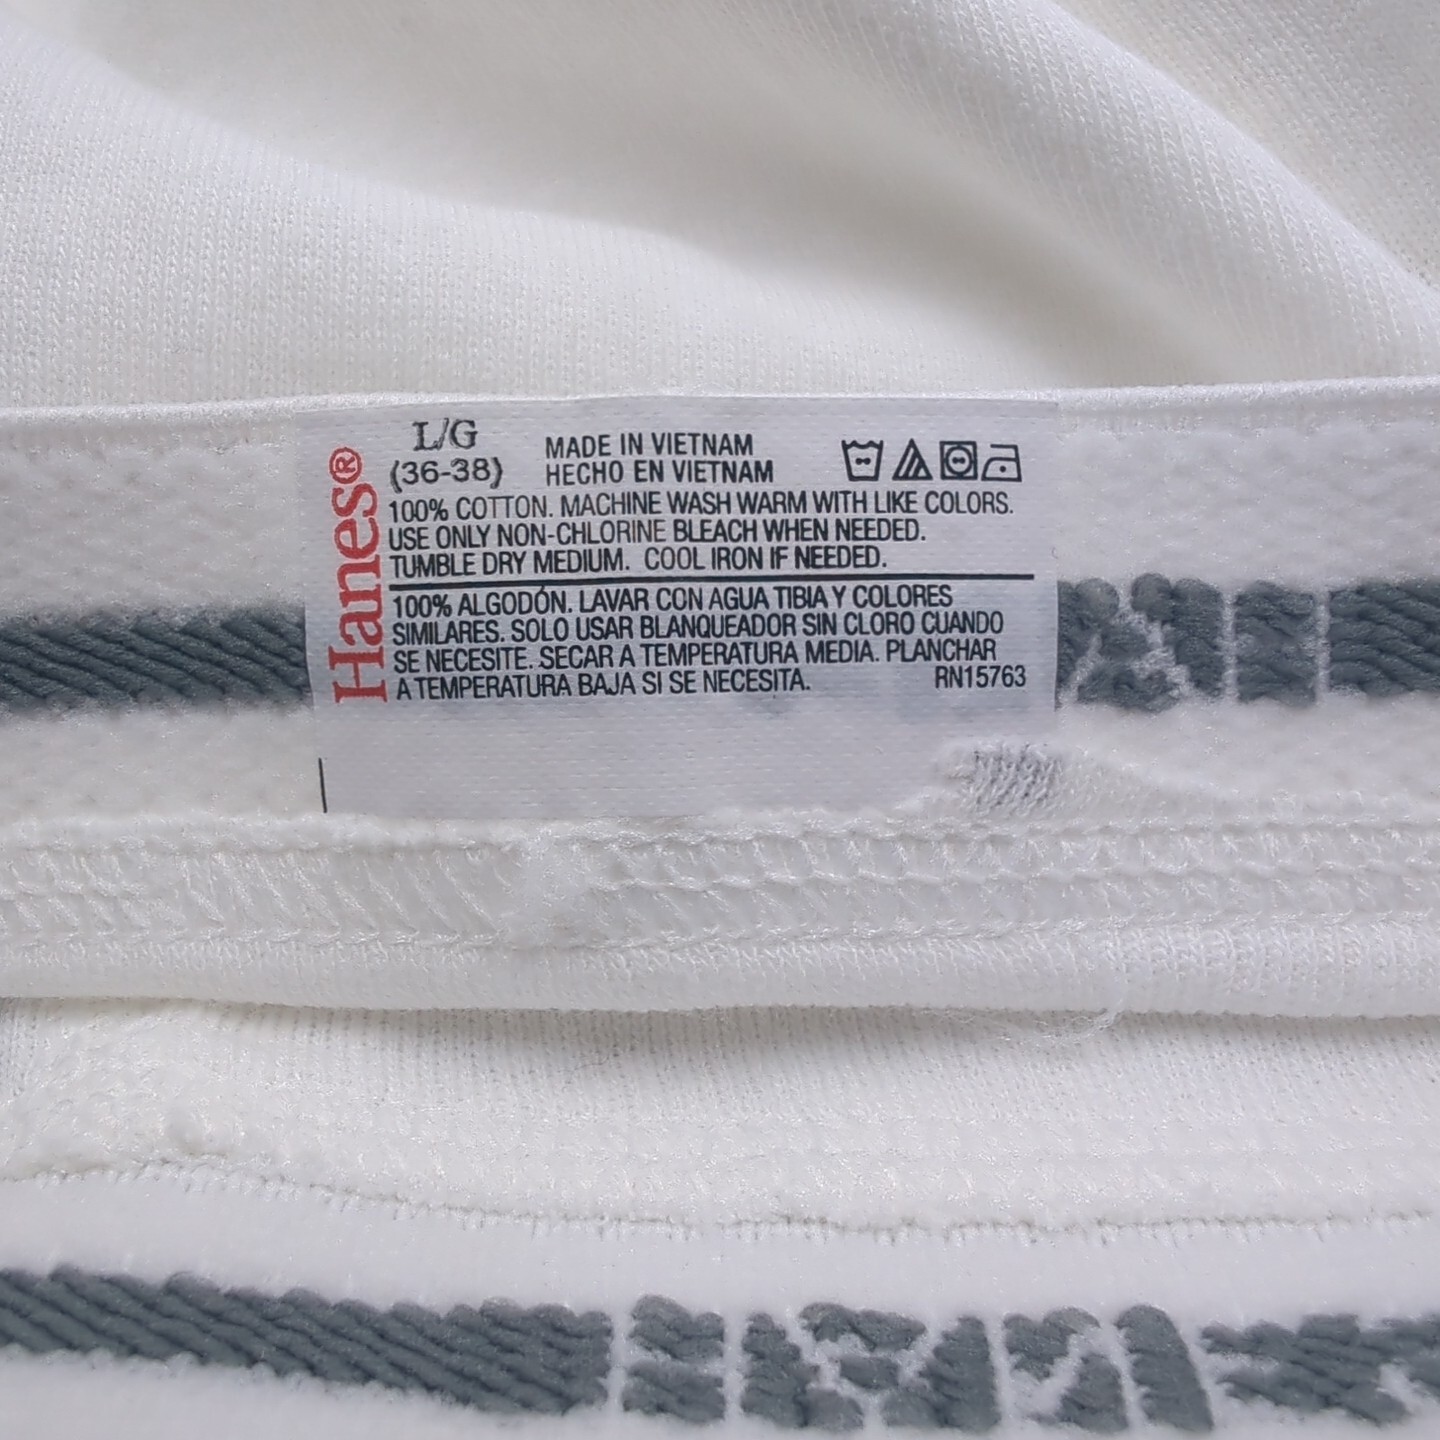 Hanes®
L/G
(36-38)
MADE IN VIETNAM
HECHO EN VIETNAM
100% COTTON. MACHINE WASH WARM WITH LIKE COLORS.
USE ONLY NON-CHLORINE BLEACH WHEN NEEDED.
TUMBLE DRY MEDIUM. COOL IRON IF NEEDED.
100% ALGODÓN. LAVAR CON AGUA TIBIA Y COLORES
SIMILARES. SOLO USAR BLANQUEADOR SIN CLORO CUANDO
SE NECESITE. SECAR A TEMPERATURA MEDIA. PLANCHAR
A TEMPERATURA BAJA SI SE NECESITA.
RN15763